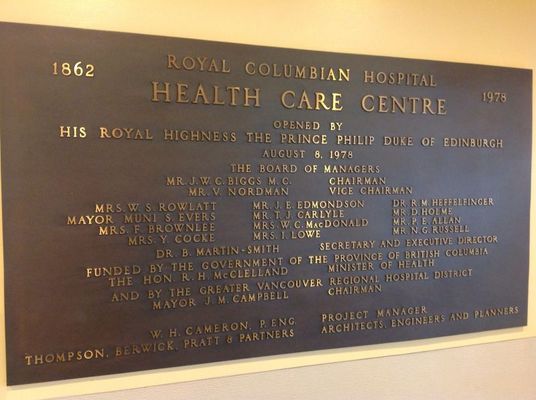 1862 ROYAL COLUMBIAN HOSPITAL 1978
HEALTH CARE CENTRE
OPENED BY
HIS ROYAL HIGHNESS THE PRINCE PHILIP DUKE OF EDINBURGH
AUGUST 8, 1978
THE BOARD OF MANAGERS
MR. J.W.C. BIGGS M.C. CHAIRMAN
MR. V. NORDMAN VICE CHAIRMAN
MRS. W.S. ROWLATT MR. J.E. EDMONDSON DR. R.M. HEFFELFINGER
MAYOR MUNI S. EVERS MR. T.J. CARLYLE MR. D. HOLME
MRS. F. BROWNLEE MRS. W.C. MACDONALD MR. P.E. ALLAN
MRS. Y. COCKE MRS. I. LOWE MR. N.G. RUSSELL
DR. B. MARTIN-SMITH SECRETARY AND EXECUTIVE DIRECTOR
FUNDED BY THE GOVERNMENT OF THE PROVINCE OF BRITISH COLUMBIA
THE HON. R.H. MCCLELLAND MINISTER OF HEALTH
AND BY THE GREATER VANCOUVER REGIONAL HOSPITAL DISTRICT
MAYOR J.M. CAMPBELL CHAIRMAN
W.H. CAMERON, P. ENG. PROJECT MANAGER
THOMPSON, BERWICK, PRATT & PARTNERS ARCHITECTS, ENGINEERS AND PLANNERS